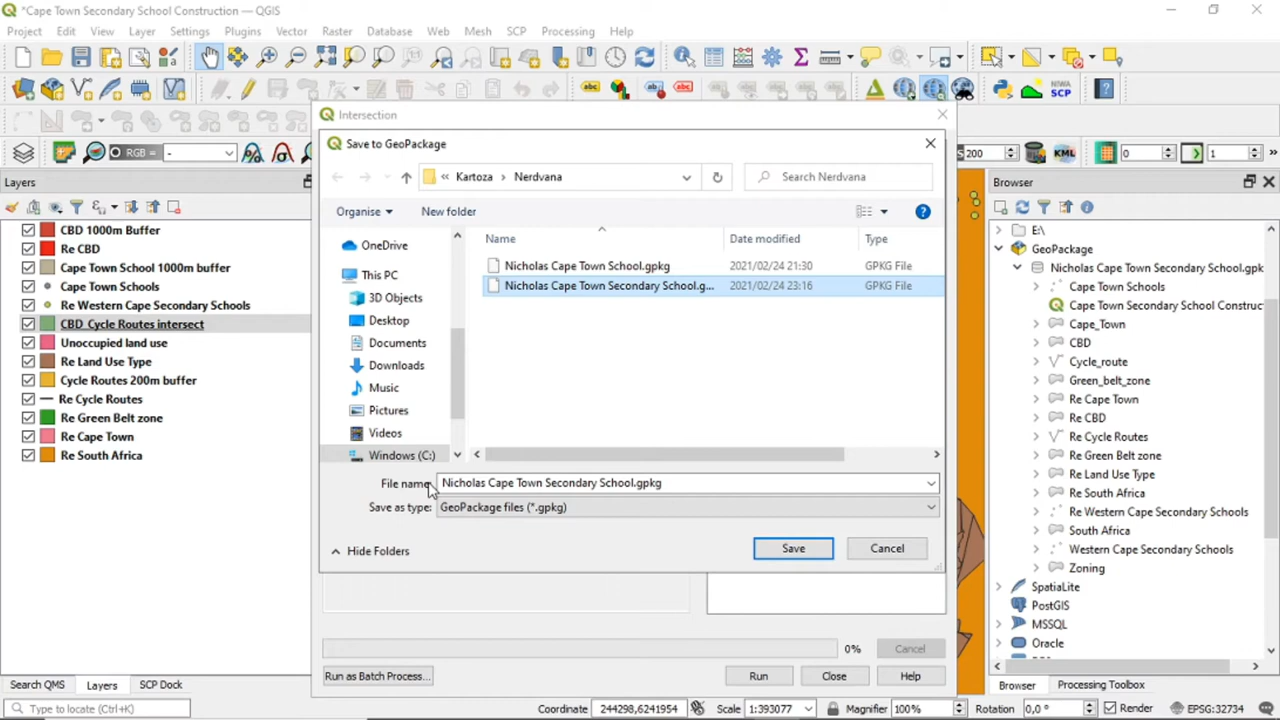 *Cape Town Secondary School Construction — QGIS
Project Edit View Layer Settings Plugins Vector Raster Database Web Mesh SCP Processing Help
abc abc abc
NIWA
SCP
RGB = - 200 KML 0 1 »
Intersection
Save to GeoPackage
« Kartoza > Nerdvana
Search Nerdvana
Organise New folder
OneDrive
This PC
3D Objects
Desktop
Downloads
Documents
Music
Pictures
Videos
Windows (C:)
Name Date modified Type
Nicholas Cape Town School.gpkg 2021/02/24 21:30 GPKG File
Nicholas Cape Town Secondary School.g... 2021/02/24 23:16 GPKG File
File name: Nicholas Cape Town Secondary School.gpkg
Save as type: GeoPackage files (*.gpkg)
Hide Folders
Save Cancel
0% Cancel
Run as Batch Process... Run Close Help
Layers
CBD 1000m Buffer
Re CBD
Cape Town School 1000m buffer
Cape Town Schools
Re Western Cape Secondary Schools
CBD_Cycle Routes intersect
Unoccupied land use
Re Land Use Type
Cycle Routes 200m buffer
Re Cycle Routes
Re Green Belt zone
Re Cape Town
Re South Africa
Search QMS Layers SCP Dock
Browser
E:\
GeoPackage
Nicholas Cape Town Secondary School.gpk
Cape Town Schools
Cape Town Secondary School Construc
Cape_Town
CBD
Cycle_route
Green_belt_zone
Re Cape Town
Re CBD
Re Cycle Routes
Re Green Belt zone
Re Land Use Type
Re South Africa
Re Western Cape Secondary Schools
South Africa
Western Cape Secondary Schools
Zoning
SpatiaLite
PostGIS
MSSQL
Oracle
Browser Processing Toolbox
Type to locate (Ctrl+K) Coordinate 244298,6241954 Scale 1:393077 Magnifier 100% Rotation 0,0 ° Render EPSG:32734